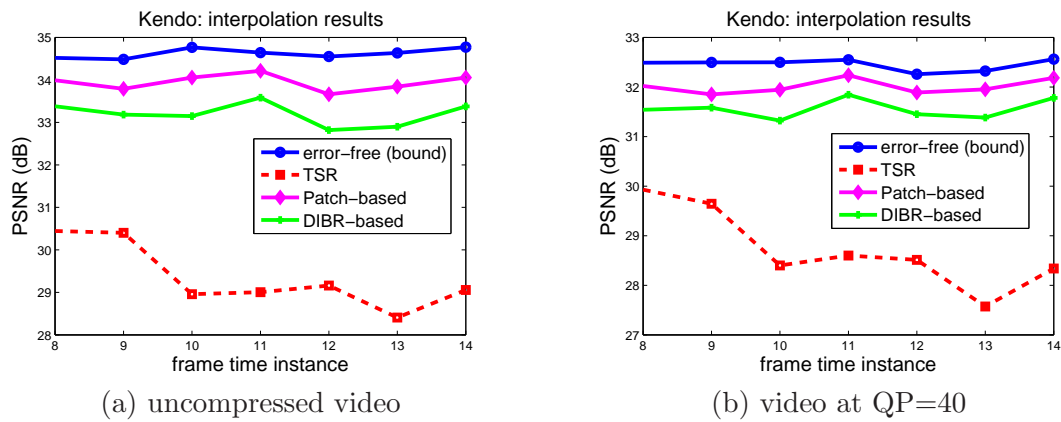 Kendo: interpolation results
PSNR (dB)
35
34
33
32
31
30
29
28
8 9 10 11 12 13 14
frame time instance
error−free (bound)
TSR
Patch−based
DIBR−based
(a) uncompressed video
Kendo: interpolation results
PSNR (dB)
33
32
31
30
29
28
27
8 9 10 11 12 13 14
frame time instance
error−free (bound)
TSR
Patch−based
DIBR−based
(b) video at QP=40